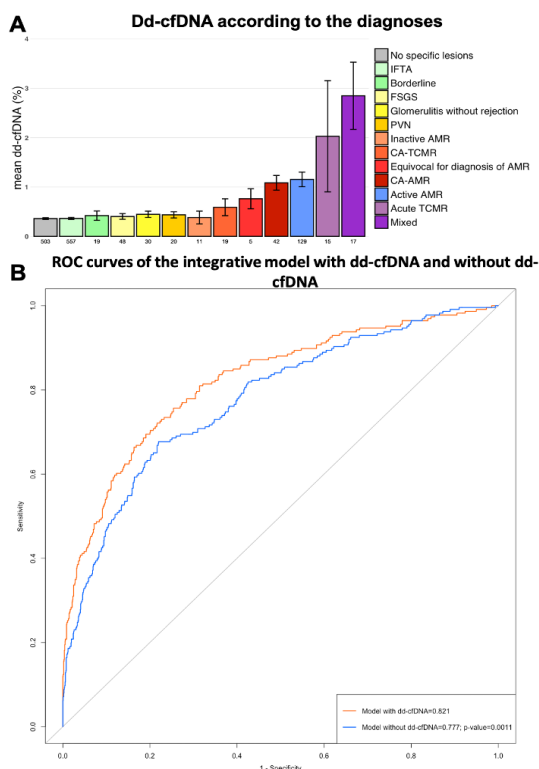 A
Dd-cfDNA according to the diagnoses
4
3
2
1
0
mean dd-cfDNA (%)
503 557 19 48 30 20 11 19 5 42 129 15 17
No specific lesions
IFTA
Borderline
FSGS
Glomerulitis without rejection
PVN
Inactive AMR
CA-TCMR
Equivocal for diagnosis of AMR
CA-AMR
Active AMR
Acute TCMR
Mixed
B
ROC curves of the integrative model with dd-cfDNA and without dd-
cfDNA
1.0
0.8
0.6
0.4
0.2
0.0
Sensitivity
Model with dd-cfDNA=0.821
Model without dd-cfDNA=0.777; p-value=0.0011
0.0 0.2 0.4 0.6 0.8 1.0
1 - Specificity